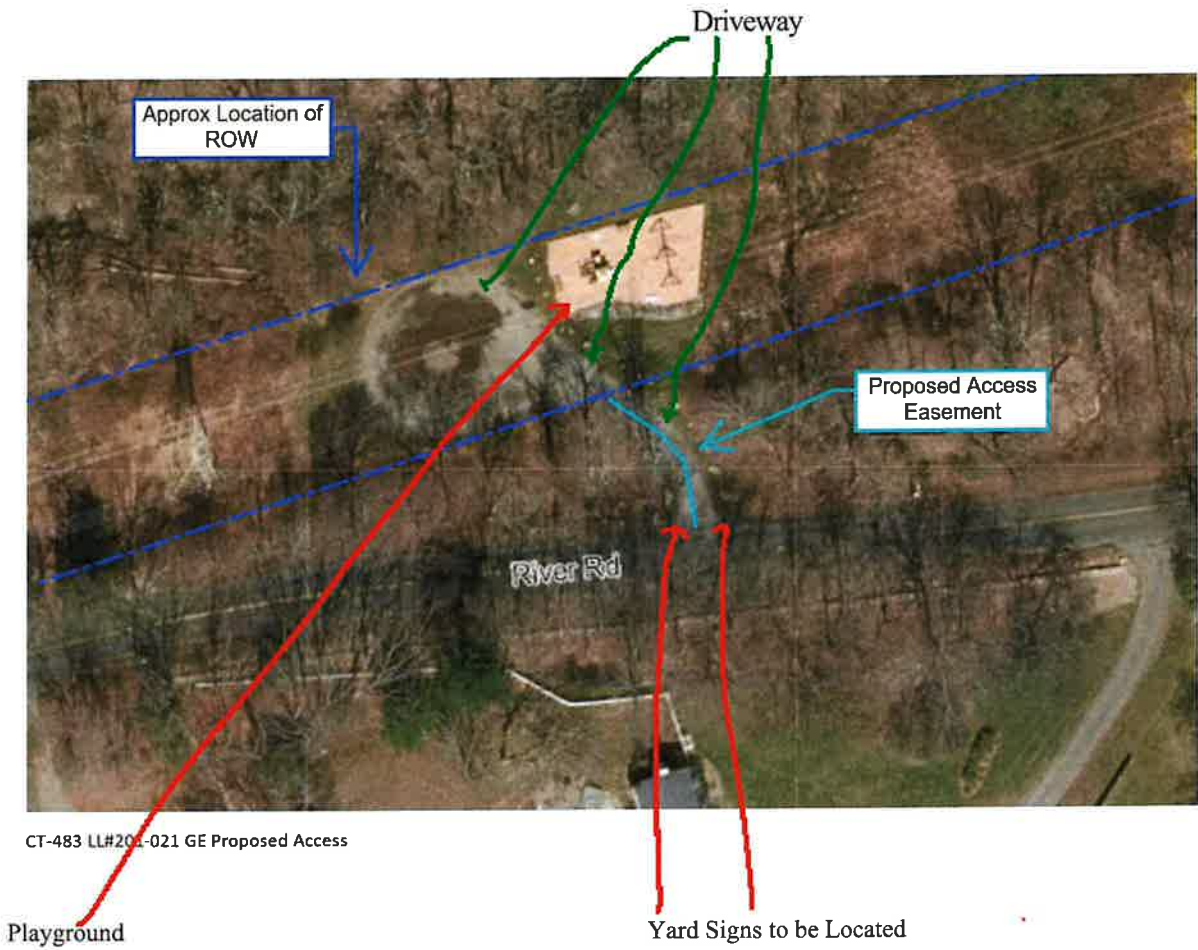 Driveway
Approx Location of
ROW
Proposed Access
Easement
River Rd
CT-483 LL#201-021 GE Proposed Access
Playground
Yard Signs to be Located